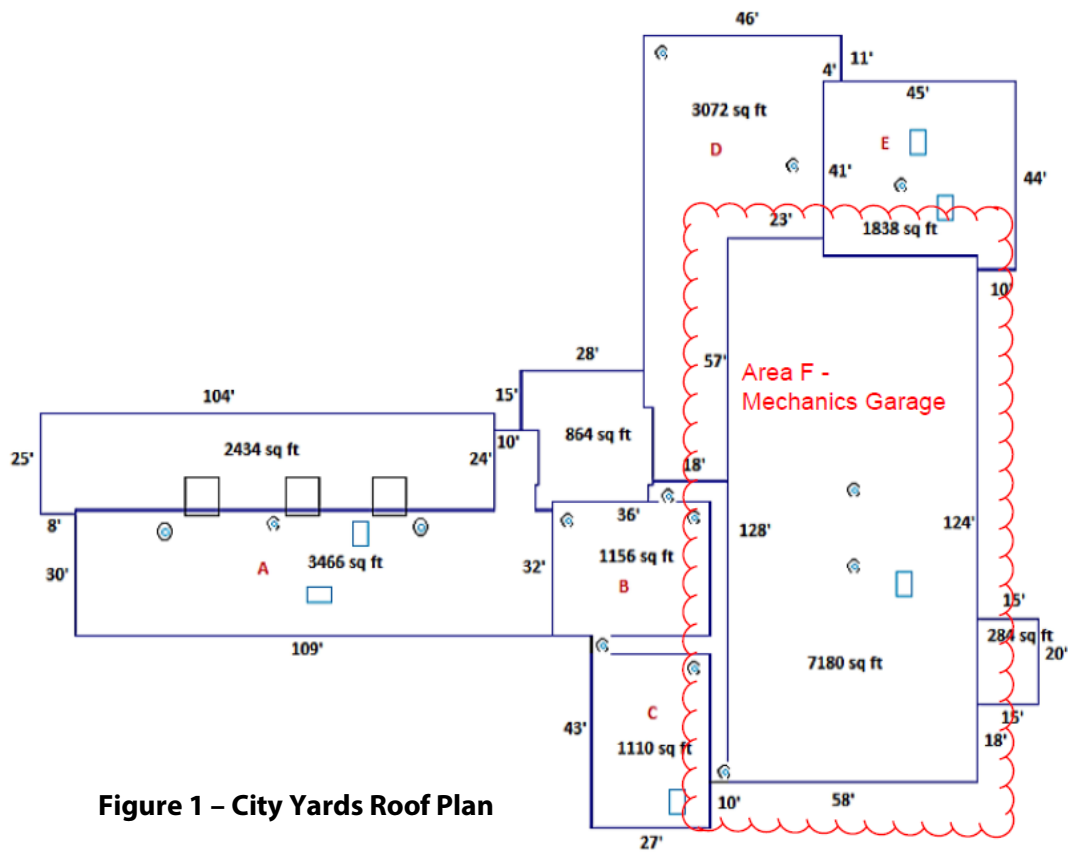 46'
11'
4'
45'
3072 sq ft
D
E
41'
44'
23'
1838 sq ft
10'
28'
57'
Area F -
Mechanics Garage
104'
15'
10'
864 sq ft
25'
2434 sq ft
24'
18'
8'
36'
128'
124'
30'
A
3466 sq ft
32'
1156 sq ft
B
15'
284 sq ft
20'
109'
7180 sq ft
C
43'
1110 sq ft
15'
18'
10'
58'
27'
Figure 1 – City Yards Roof Plan